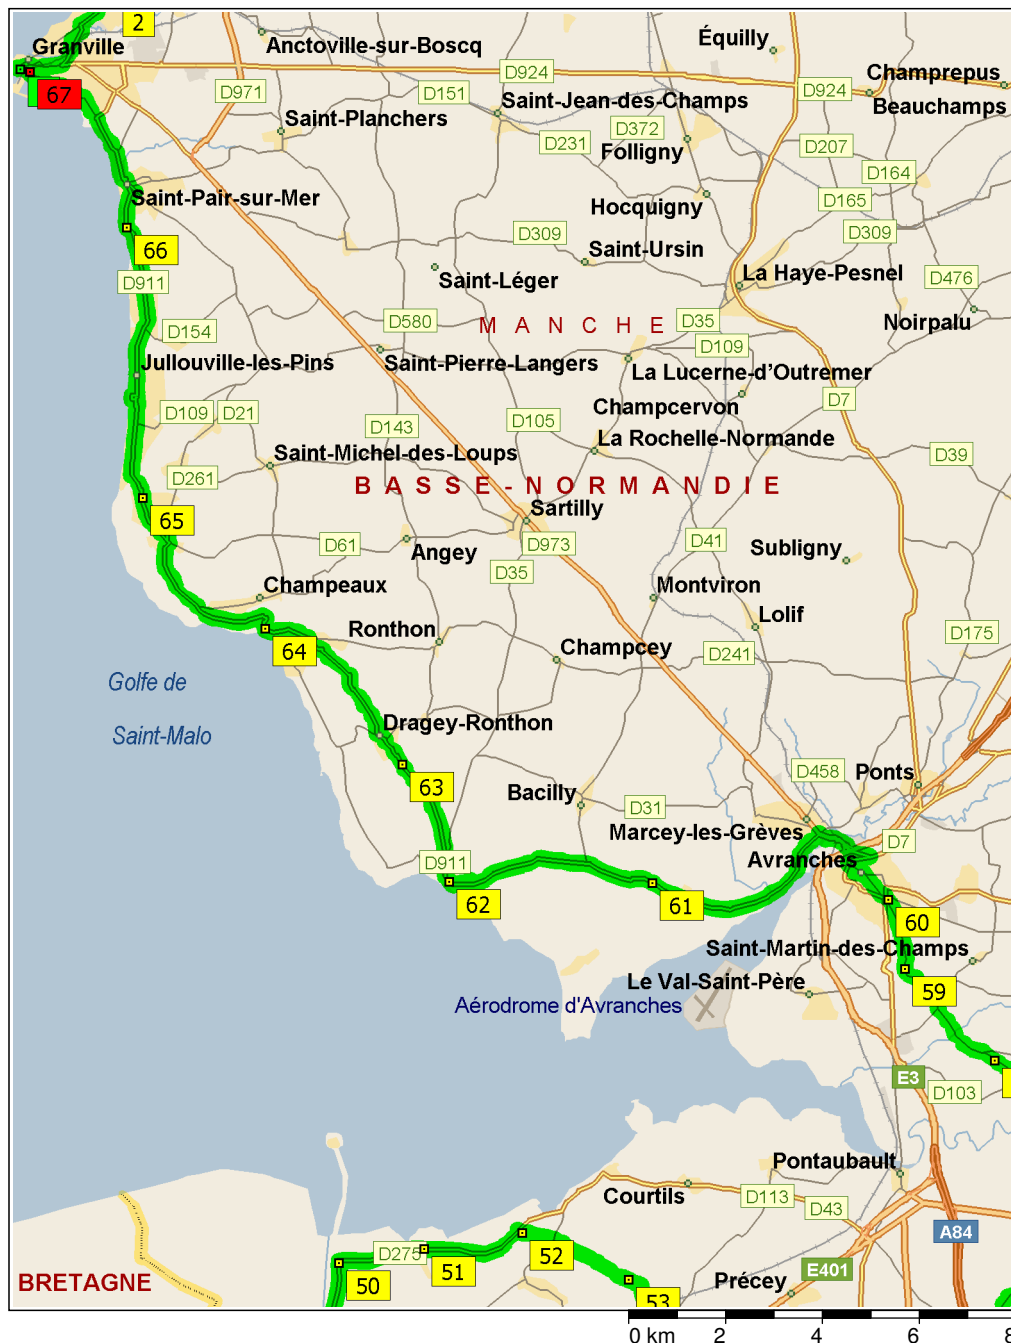 2
Granville
Anctoville-sur-Boscq
Équilly
D924
Champrepus
67
D971
D151
D924
Beauchamps
Saint-Jean-des-Champs
Saint-Planchers
D372
D231
Folligny
D207
D164
Saint-Pair-sur-Mer
Hocquigny
D165
66
D309
D309
Saint-Ursin
D911
Saint-Léger
La Haye-Pesnel
D476
D154
D580
MANCHE
D35
Noirpalu
Jullouville-les-Pins
Saint-Pierre-Langers
D109
La Lucerne-d'Outremer
D109
D21
D143
D105
Champcervon
D7
La Rochelle-Normande
Saint-Michel-des-Loups
D39
D261
BASSE-NORMANDIE
65
Sartilly
D61
Angey
D973
D41
Subligny
D35
Champeaux
Montviron
Lolif
64
Ronthon
Champcey
D241
D175
Golfe de
Saint-Malo
Dragey-Ronthon
63
Bacilly
D458
Ponts
D31
Marcey-les-Grèves
D911
Avranches
D7
62
61
60
Saint-Martin-des-Champs
Le Val-Saint-Père
59
Aérodrome d'Avranches
E3
D103
Pontaubault
Courtils
D113
D43
A84
D275
52
50
51
E401
BRETAGNE
Précey
53
0 km
2
4
6
8